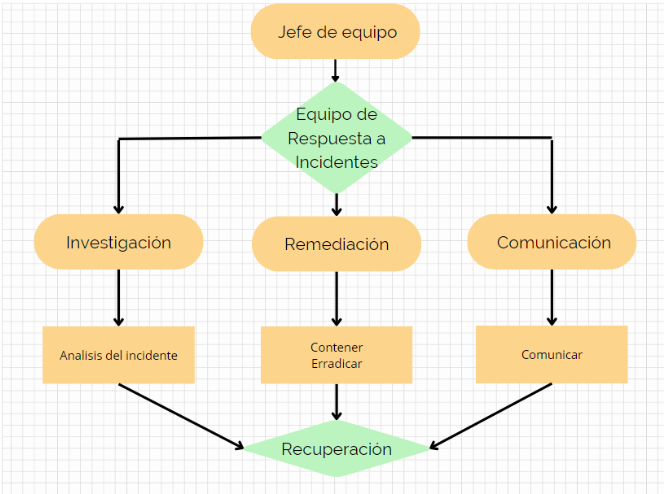 Jefe de equipo
Equipo de
Respuesta a
Incidentes
Investigación
Remediación
Comunicación
Analisis del incidente
Contener
Erradicar
Comunicar
Recuperación